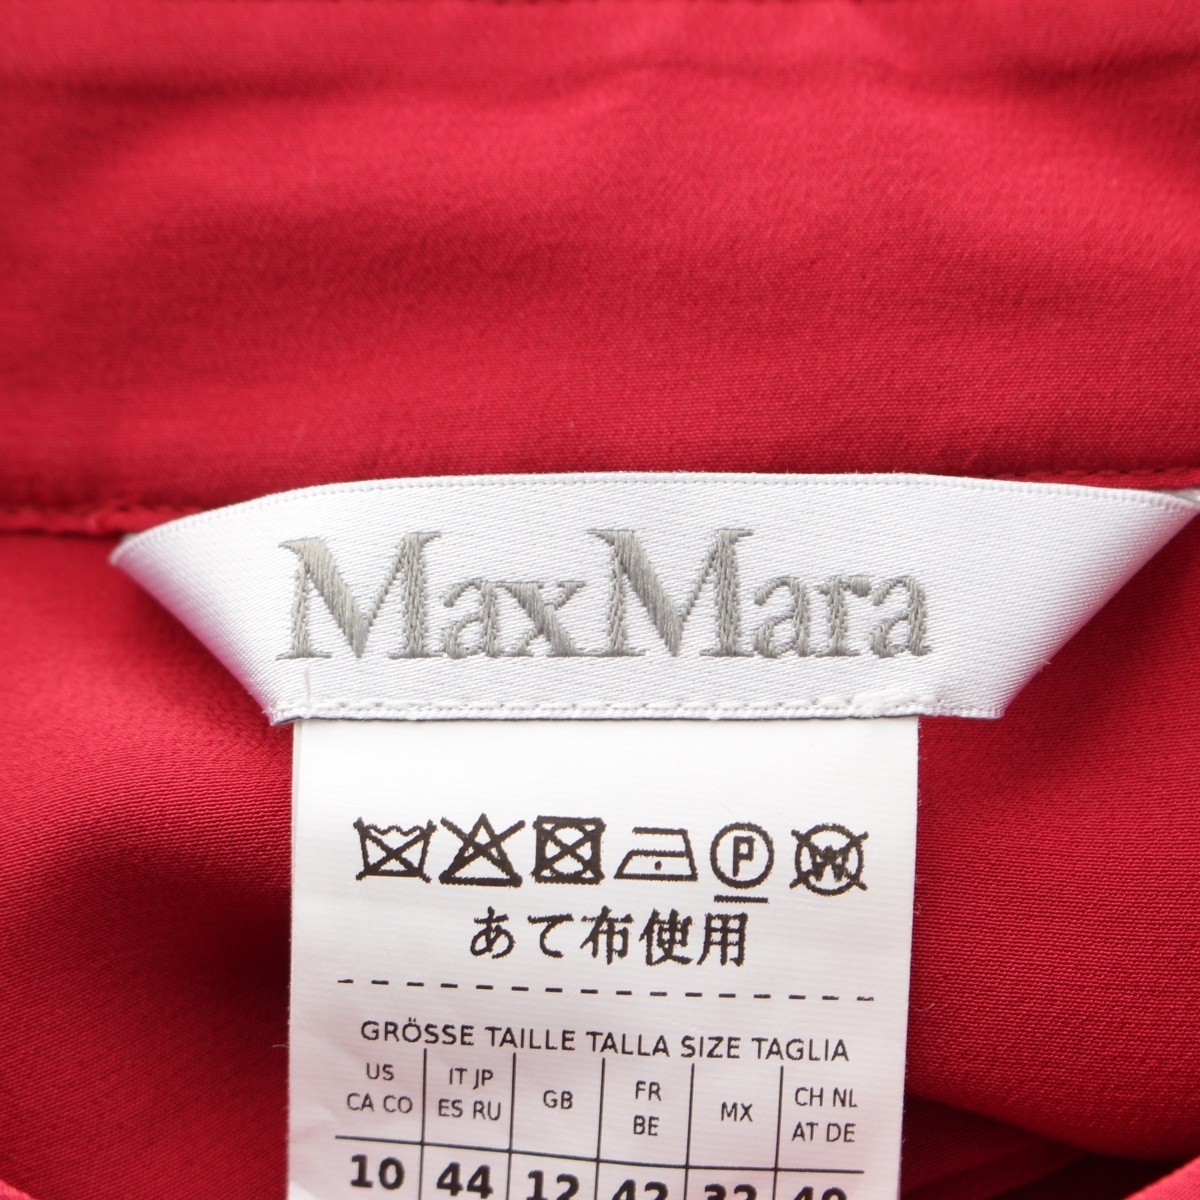 MaxMara
P W
あて布使用
GRÖSSE TAILLE TALLA SIZE TAGLIA
US CA CO
IT JP ES RU
GB
FR BE
MX
CH NL AT DE
10 44 12 42 32 40